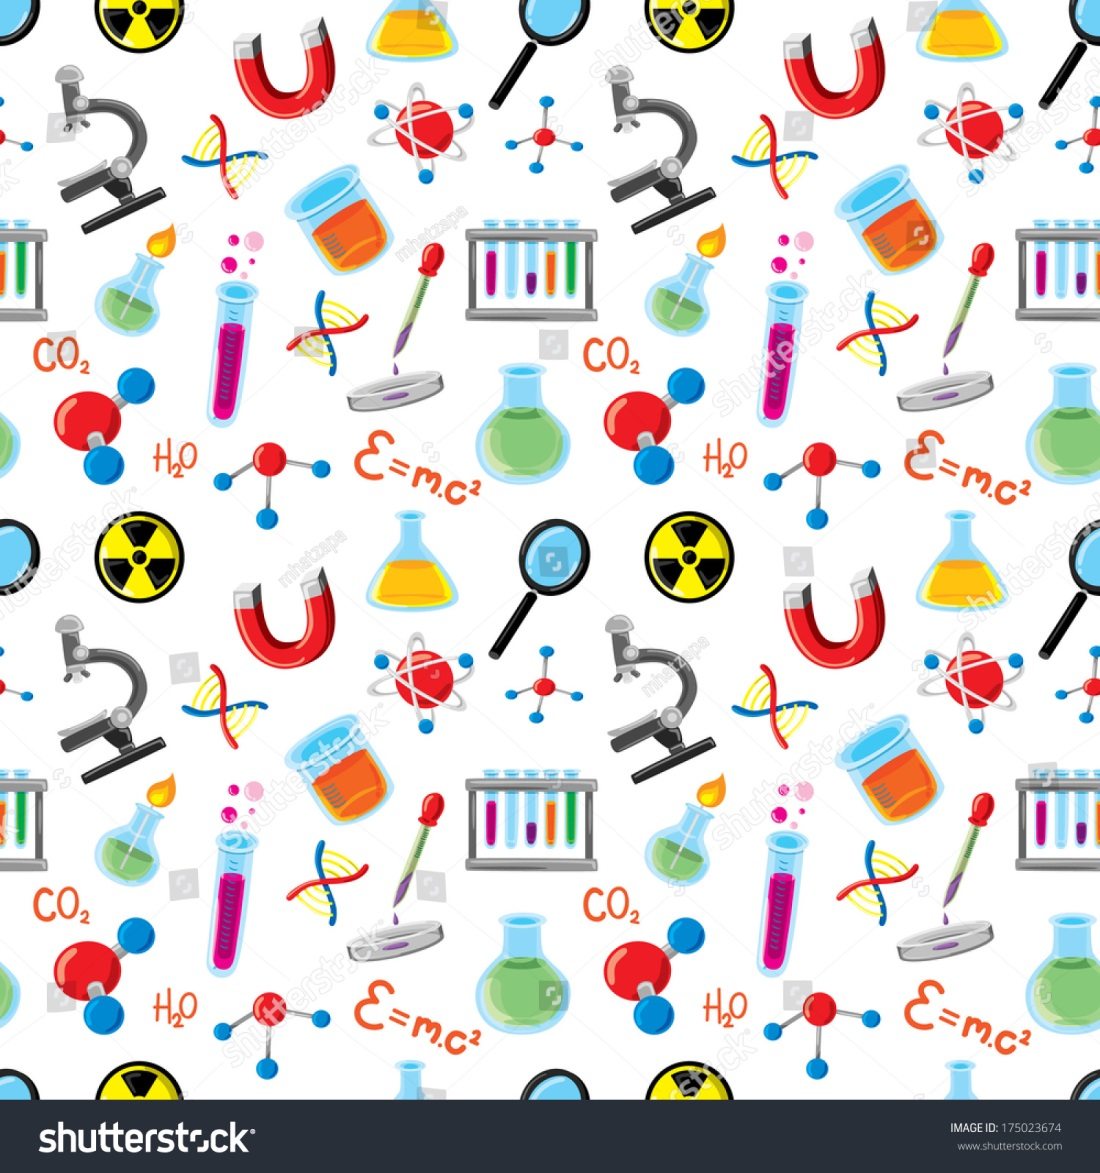 CO₂ CO₂
H₂O H₂O
E=m.c² E=m.c²
CO₂ CO₂
H₂O H₂O
E=m.c² E=m.c²
shutterstock
IMAGE ID: 175023674
www.shutterstock.com